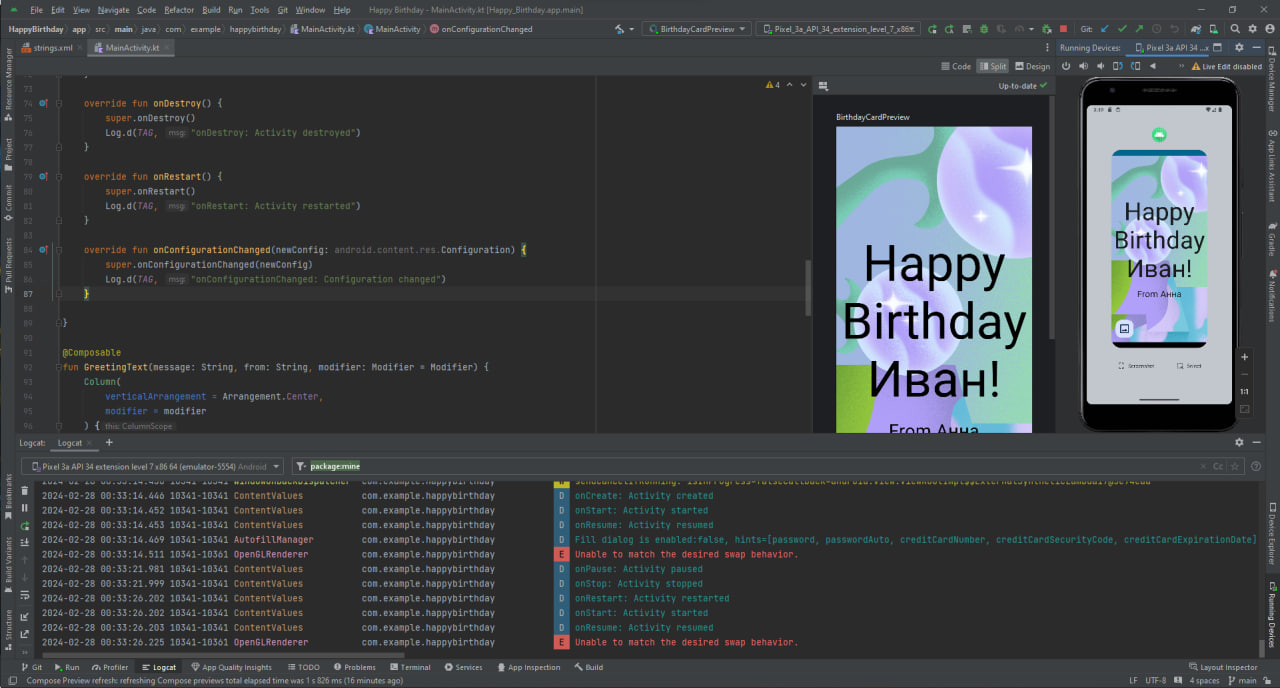 File Edit View Navigate Code Refactor Build Run Tools Git Window Help Happy Birthday - MainActivity.kt [Happy_Birthday.app.main]
HappyBirthday app src main java com example happybirthday MainActivity.kt MainActivity onConfigurationChanged BirthdayCardPreview Pixel_3a_API_34_extension_level_7_x86 Git:
strings.xml MainActivity.kt Running Devices: Pixel 3a API 34 ...x
Code Split Design Live Edit disabled
4 Up-to-date
73
74 override fun onDestroy() {
75 super.onDestroy()
76 Log.d(TAG, msg: "onDestroy: Activity destroyed")
77 }
78
79 override fun onRestart() {
80 super.onRestart()
81 Log.d(TAG, msg: "onRestart: Activity restarted")
82 }
83
84 override fun onConfigurationChanged(newConfig: android.content.res.Configuration) {
85 super.onConfigurationChanged(newConfig)
86 Log.d(TAG, msg: "onConfigurationChanged: Configuration changed")
87 }
88
89 }
90
91 @Composable
92 fun GreetingText(message: String, from: String, modifier: Modifier = Modifier) {
93 Column(
94 verticalArrangement = Arrangement.Center,
95 modifier = modifier
96 ) { this: ColumnScope
BirthdayCardPreview
Happy
Birthday
Иван!
From Анна
Happy
Birthday
Иван!
From Анна
Screenshot Select
1:1
Resource Manager
Project
Commit
Pull Requests
Bookmarks
Build Variants
Structure
Device Manager
App Links Assistant
Gradle
Notifications
Device Explorer
Running Devices
Logcat: Logcat
Pixel 3a API 34 extension level 7 x86 64 (emulator-5554) Android package:mine Cc
2024-02-28 00:33:14.446 10341-10341 ContentValues com.example.happybirthday D onCreate: Activity created
2024-02-28 00:33:14.452 10341-10341 ContentValues com.example.happybirthday D onStart: Activity started
2024-02-28 00:33:14.453 10341-10341 ContentValues com.example.happybirthday D onResume: Activity resumed
2024-02-28 00:33:14.469 10341-10341 AutofillManager com.example.happybirthday D Fill dialog is enabled:false, hints=[password, passwordAuto, creditCardNumber, creditCardSecurityCode, creditCardExpirationDate]
2024-02-28 00:33:14.511 10341-10361 OpenGLRenderer com.example.happybirthday E Unable to match the desired swap behavior.
2024-02-28 00:33:21.981 10341-10341 ContentValues com.example.happybirthday D onPause: Activity paused
2024-02-28 00:33:21.999 10341-10341 ContentValues com.example.happybirthday D onStop: Activity stopped
2024-02-28 00:33:26.202 10341-10341 ContentValues com.example.happybirthday D onRestart: Activity restarted
2024-02-28 00:33:26.202 10341-10341 ContentValues com.example.happybirthday D onStart: Activity started
2024-02-28 00:33:26.203 10341-10341 ContentValues com.example.happybirthday D onResume: Activity resumed
2024-02-28 00:33:26.225 10341-10361 OpenGLRenderer com.example.happybirthday E Unable to match the desired swap behavior.
Git Run Profiler Logcat App Quality Insights TODO Problems Terminal Services App Inspection Build Layout Inspector
Compose Preview refresh: refreshing Compose previews total elapsed time was 1 s 826 ms (16 minutes ago) LF UTF-8 4 spaces main